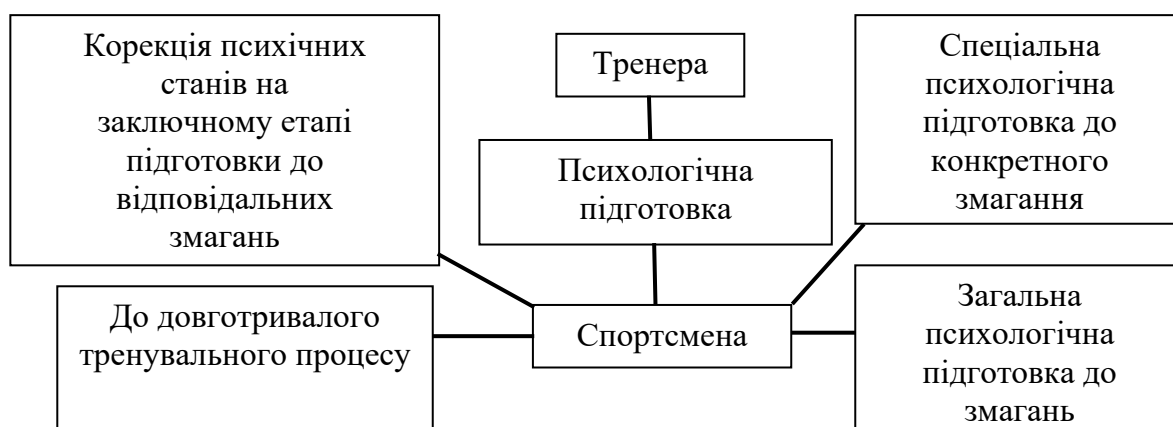 Корекція психічних
станів на
заключному етапі
підготовки до
відповідальних
змагань
Тренера
Спеціальна
психологічна
підготовка до
конкретного
змагання
Психологічна
підготовка
До довготривалого
тренувального процесу
Спортсмена
Загальна
психологічна
підготовка до
змагань